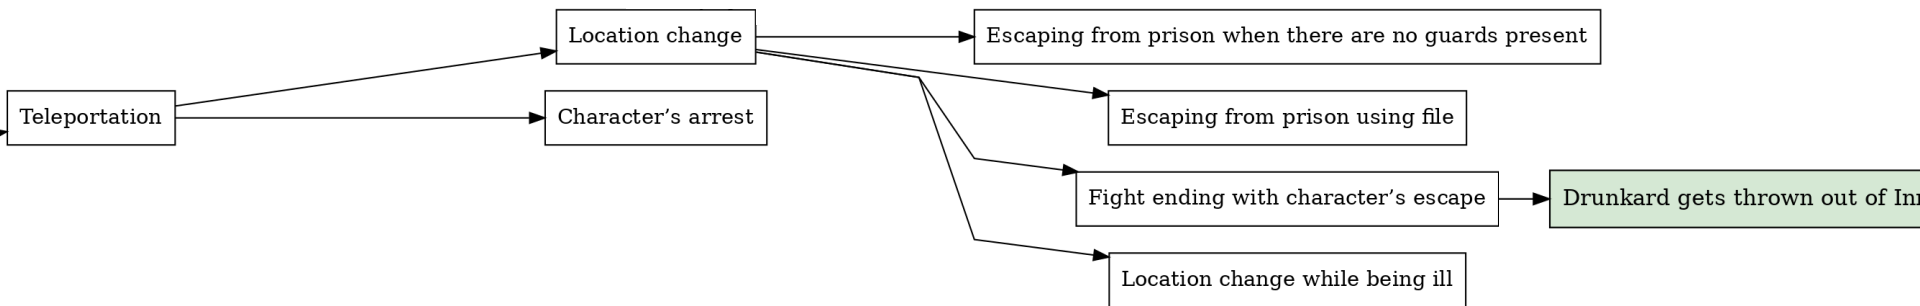 Location change
Escaping from prison when there are no guards present
Teleportation
Character’s arrest
Escaping from prison using file
Fight ending with character’s escape
Drunkard gets thrown out of
Location change while being ill